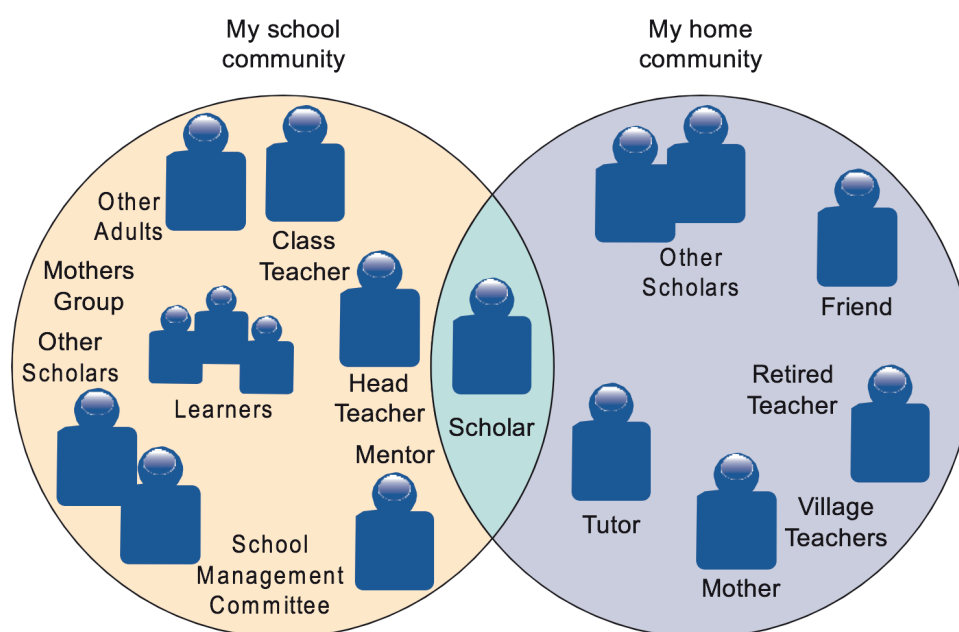 My school
community
My home
community
Other
Adults
Class
Teacher
Mothers
Group
Other
Scholars
Learners
Head
Teacher
Mentor
School
Management
Committee
Scholar
Other
Scholars
Friend
Retired
Teacher
Tutor
Village
Teachers
Mother